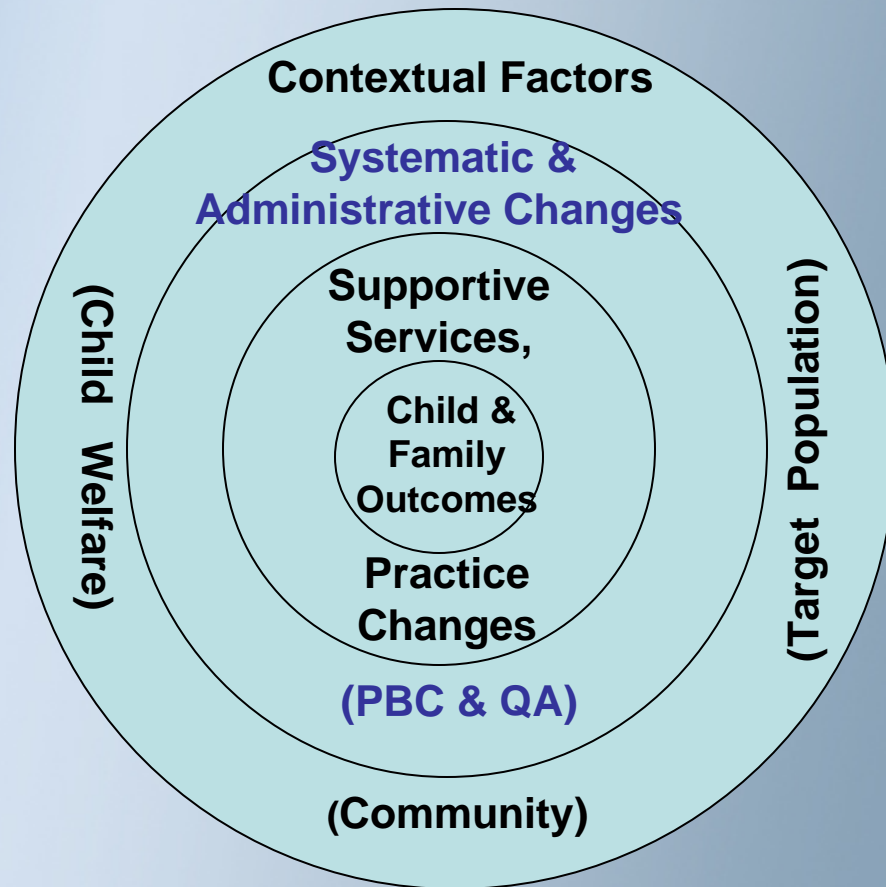 Contextual Factors
Systematic &
Administrative Changes
Supportive
Services,
(Child Welfare)
(Target Population)
Child &
Family
Outcomes
Practice
Changes
(PBC & QA)
(Community)